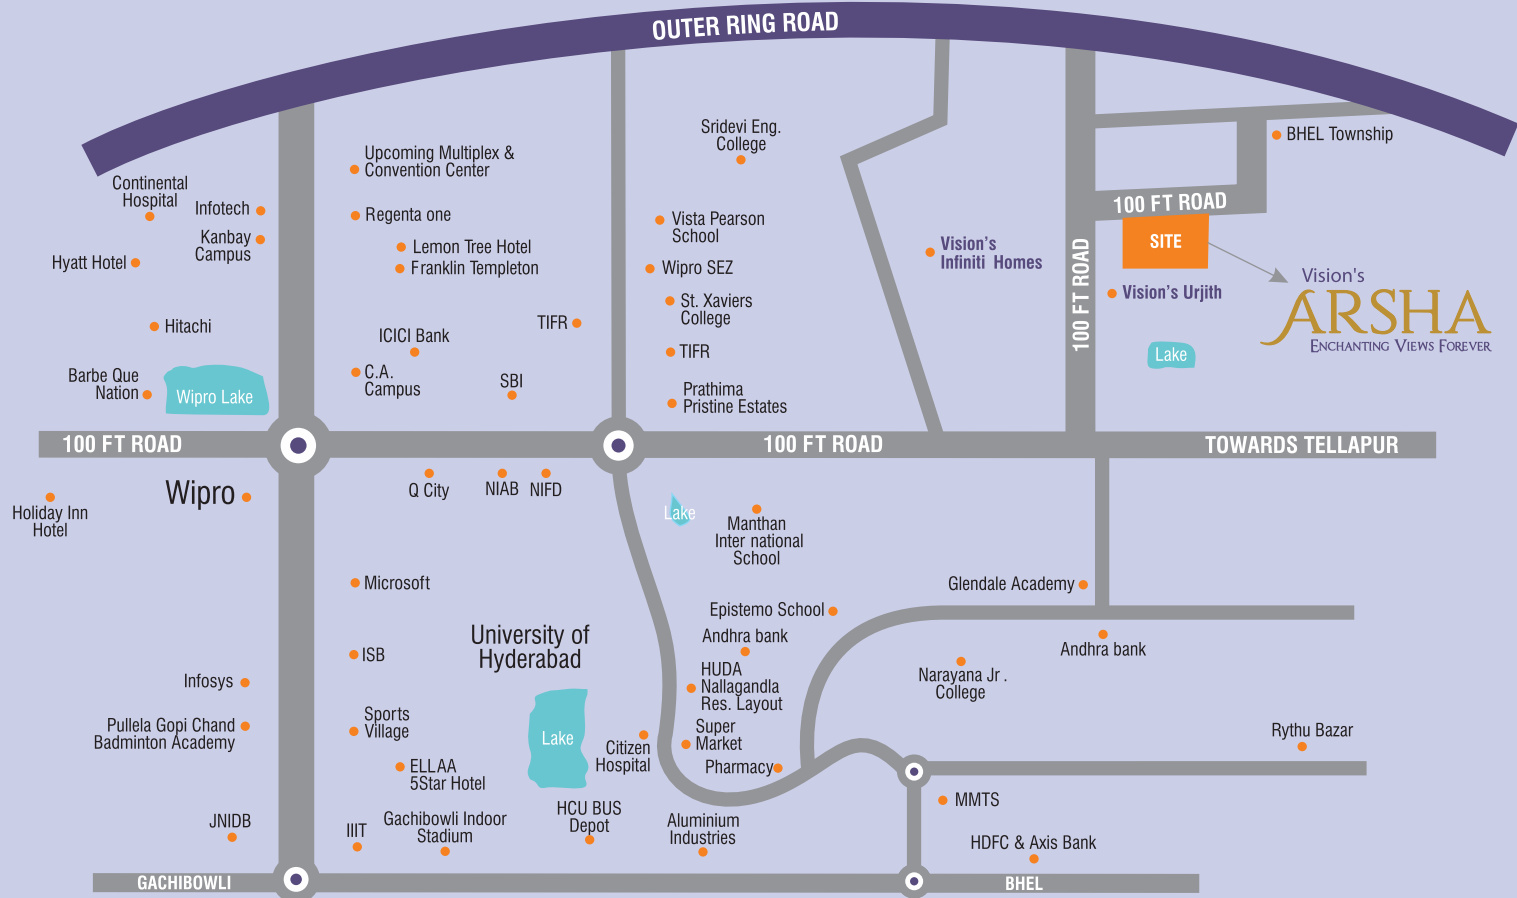 OUTER RING ROAD
Sridevi Eng.
College
BHEL Township
Upcoming Multiplex &
Convention Center
Continental
Hospital
Infotech
Regenta one
100 FT ROAD
Kanbay
Campus
Hyatt Hotel
Lemon Tree Hotel
Franklin Templeton
Vista Pearson
School
Wipro SEZ
Vision's
Infiniti Homes
SITE
100 FT ROAD
Vision's
ARSHA
ENCHANTING VIEWS FOREVER
Vision's Urjith
St. Xaviers
College
Hitachi
ICICI Bank
TIFR
TIFR
Lake
Barbe Que
Nation
Wipro Lake
C.A.
Campus
SBI
Prathima
Pristine Estates
100 FT ROAD
100 FT ROAD
TOWARDS TELLAPUR
Holiday Inn
Hotel
Wipro
Q City
NIAB
NIFD
Lake
Manthan
Inter national
School
Microsoft
Glendale Academy
Epistemo School
University of
Hyderabad
Andhra bank
Andhra bank
ISB
HUDA
Nallagandla
Res. Layout
Narayana Jr .
College
Infosys
Pullela Gopi Chand
Badminton Academy
Sports
Village
Lake
Citizen
Hospital
Super
Market
Rythu Bazar
ELLAA
5Star Hotel
Pharmacy
MMTS
JNIDB
IIIT
Gachibowli Indoor
Stadium
HCU BUS
Depot
Aluminium
Industries
HDFC & Axis Bank
GACHIBOWLI
BHEL